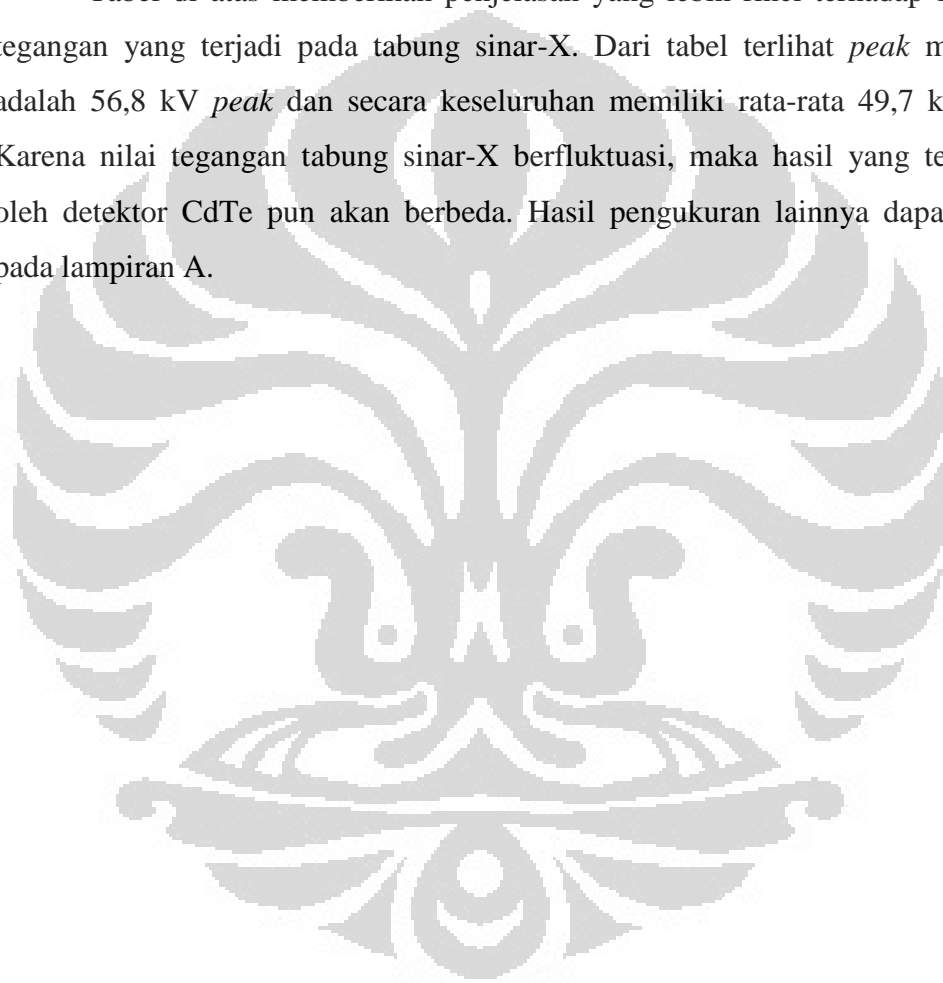 tegangan yang terjadi pada tabung sinar-X. Dari tabel terlihat peak
adalah 56,8 kV peak dan secara keseluruhan memiliki rata-rata 49,7
Karena nilai tegangan tabung sinar-X berfluktuasi, maka hasil yang
oleh detektor CdTe pun akan berbeda. Hasil pengukuran lainnya
pada lampiran A.